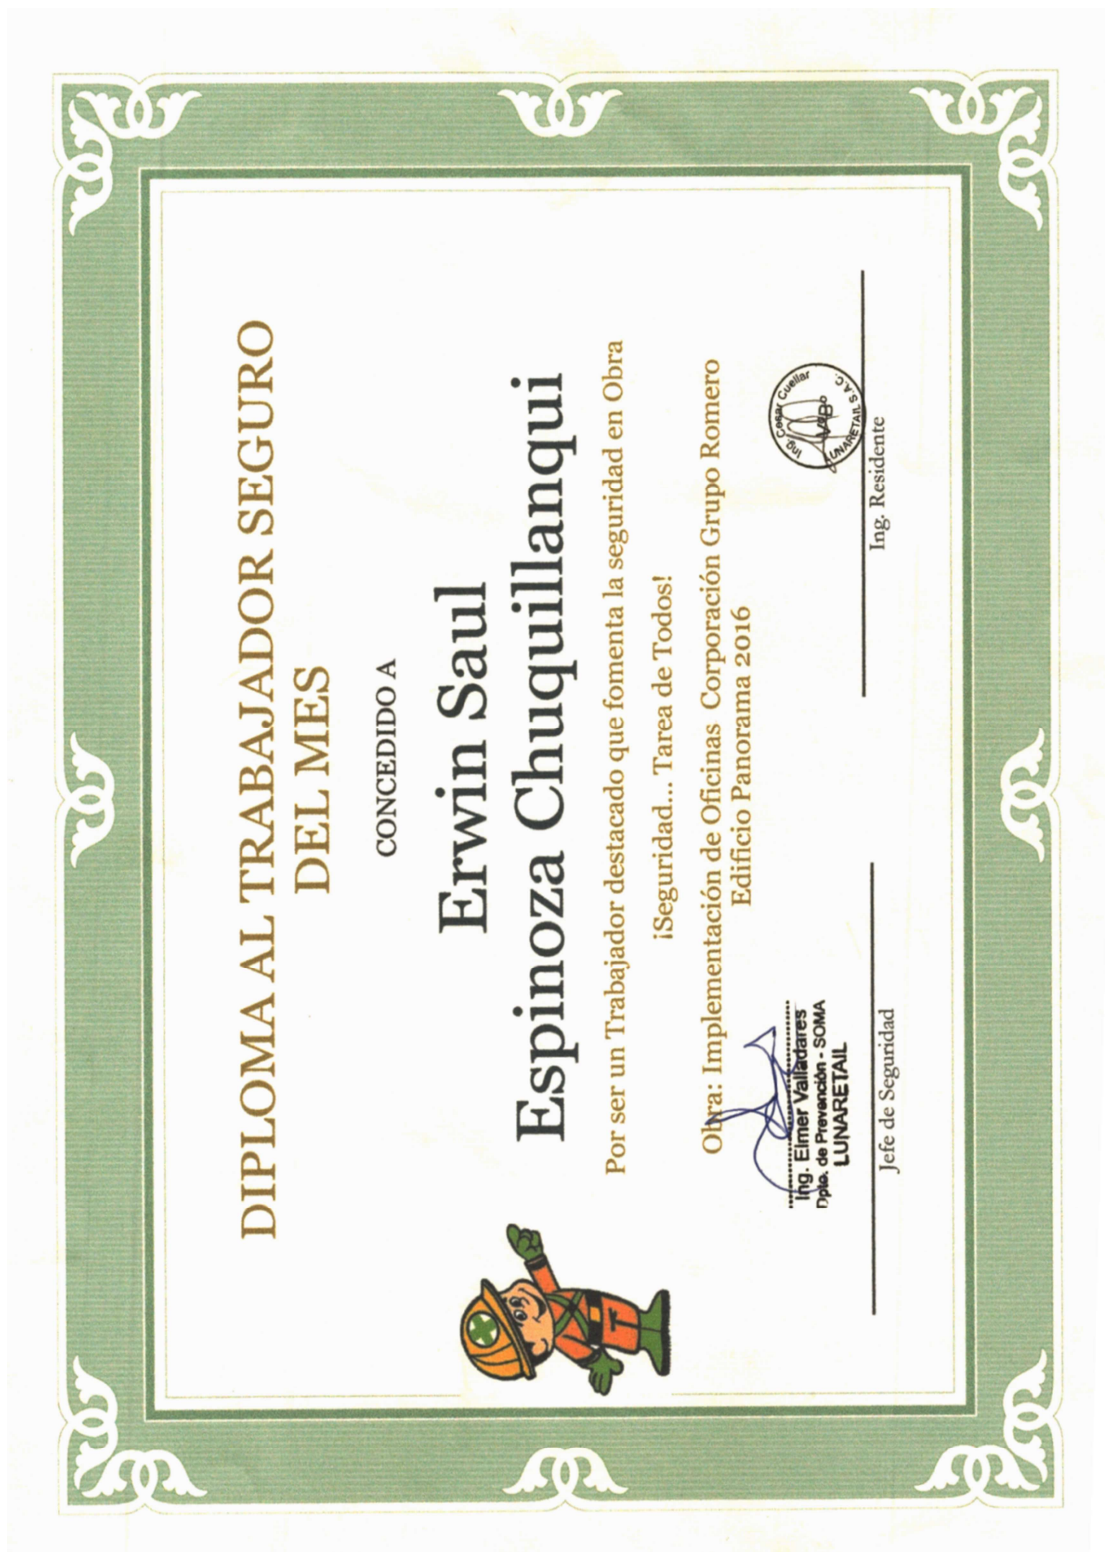 DIPLOMA AL TRABAJADOR SEGURO
DEL MES
CONCEDIDO A
Erwin Saul
Espinoza Chuquillanqui
Por ser un Trabajador destacado que fomenta la seguridad en Obra
¡Seguridad... Tarea de Todos!
Obra: Implementación de Oficinas Corporación Grupo Romero
Edificio Panorama 2016
Ing. Elmer Valladares
Dpto. de Prevención - SOMA
LUNARETAIL
Jefe de Seguridad
Ing. Cesar Cuellar
VºBº
LUNARETAIL S.A.C.
Ing. Residente